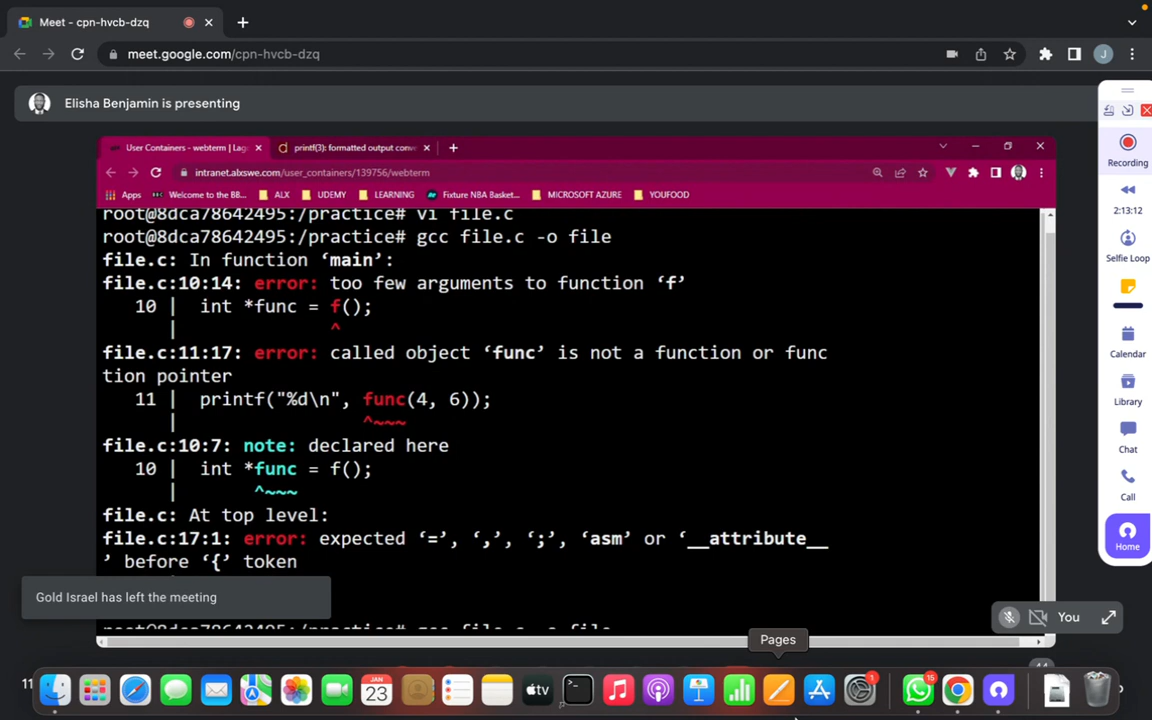 Meet - cpn-hvcb-dzq
meet.google.com/cpn-hvcb-dzq
J
Elisha Benjamin is presenting
User Containers - webterm | Lag
printf(3): formatted output conve
intranet.alxswe.com/user_containers/139756/webterm
Apps
Welcome to the BB...
ALX
UDEMY
LEARNING
Fixture NBA Basket...
MICROSOFT AZURE
YOUFOOD
root@8dca78642495:/practice# vi file.c
root@8dca78642495:/practice# gcc file.c -o file
file.c: In function ‘main’:
file.c:10:14: error: too few arguments to function ‘f’
10 | int *func = f();
| ^
file.c:11:17: error: called object ‘func’ is not a function or func
tion pointer
11 | printf("%d\n", func(4, 6));
| ^~~~
file.c:10:7: note: declared here
10 | int *func = f();
| ^~~~
file.c: At top level:
file.c:17:1: error: expected ‘=’, ‘,’, ‘;’, ‘asm’ or ‘__attribute__
’ before ‘{’ token
Gold Israel has left the meeting
You
Pages
Recording
2:13:12
Selfie Loop
Calendar
Library
Chat
Call
Home
11
JAN
23
tv
1
15